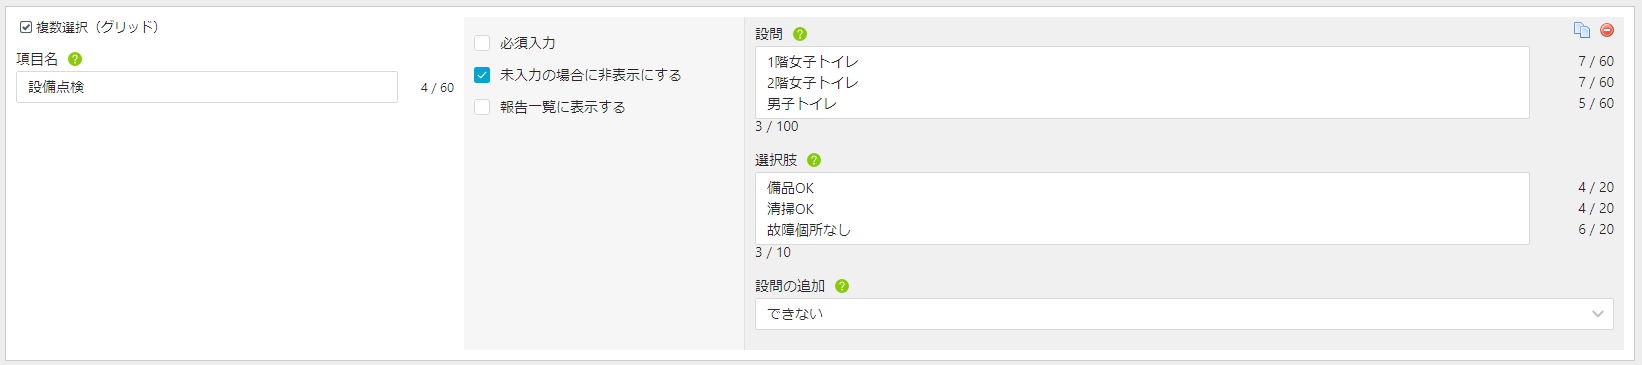 複数選択（グリッド）
項目名
設備点検
4 / 60
必須入力
未入力の場合に非表示にする
報告一覧に表示する
設問
1階女子トイレ 7 / 60
2階女子トイレ 7 / 60
男子トイレ 5 / 60
3 / 100
選択肢
備品OK 4 / 20
清掃OK 4 / 20
故障個所なし 6 / 20
3 / 10
設問の追加
できない